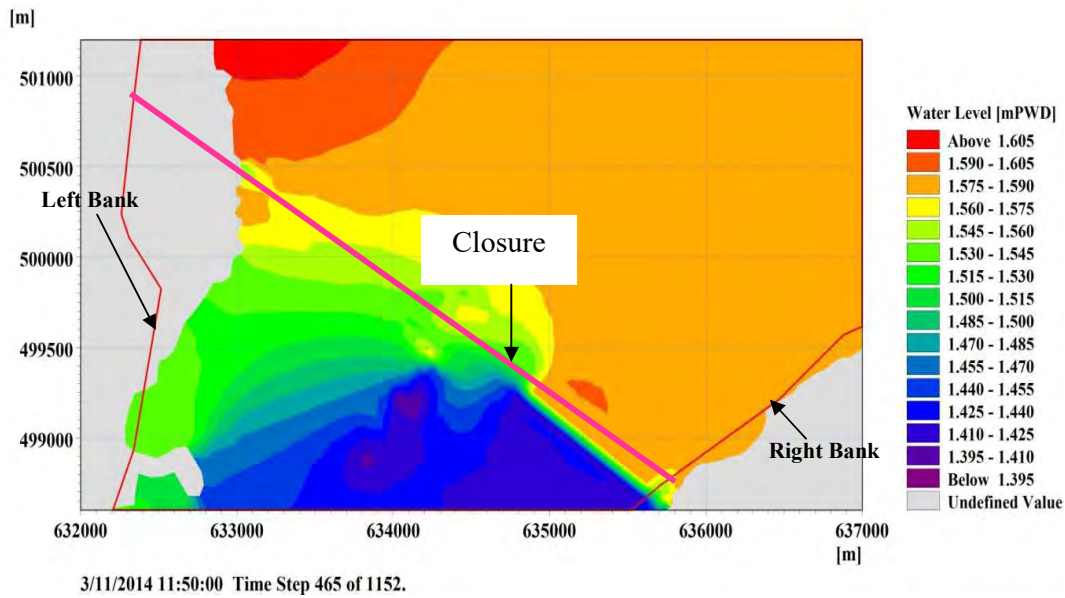 [m]
501000
500500
500000
499500
499000
Left Bank
Closure
Right Bank
632000 633000 634000 635000 636000 637000
[m]
3/11/2014 11:50:00 Time Step 465 of 1152.
Water Level [mPWD]
Above 1.605
1.590 - 1.605
1.575 - 1.590
1.560 - 1.575
1.545 - 1.560
1.530 - 1.545
1.515 - 1.530
1.500 - 1.515
1.485 - 1.500
1.470 - 1.485
1.455 - 1.470
1.440 - 1.455
1.425 - 1.440
1.410 - 1.425
1.395 - 1.410
Below 1.395
Undefined Value